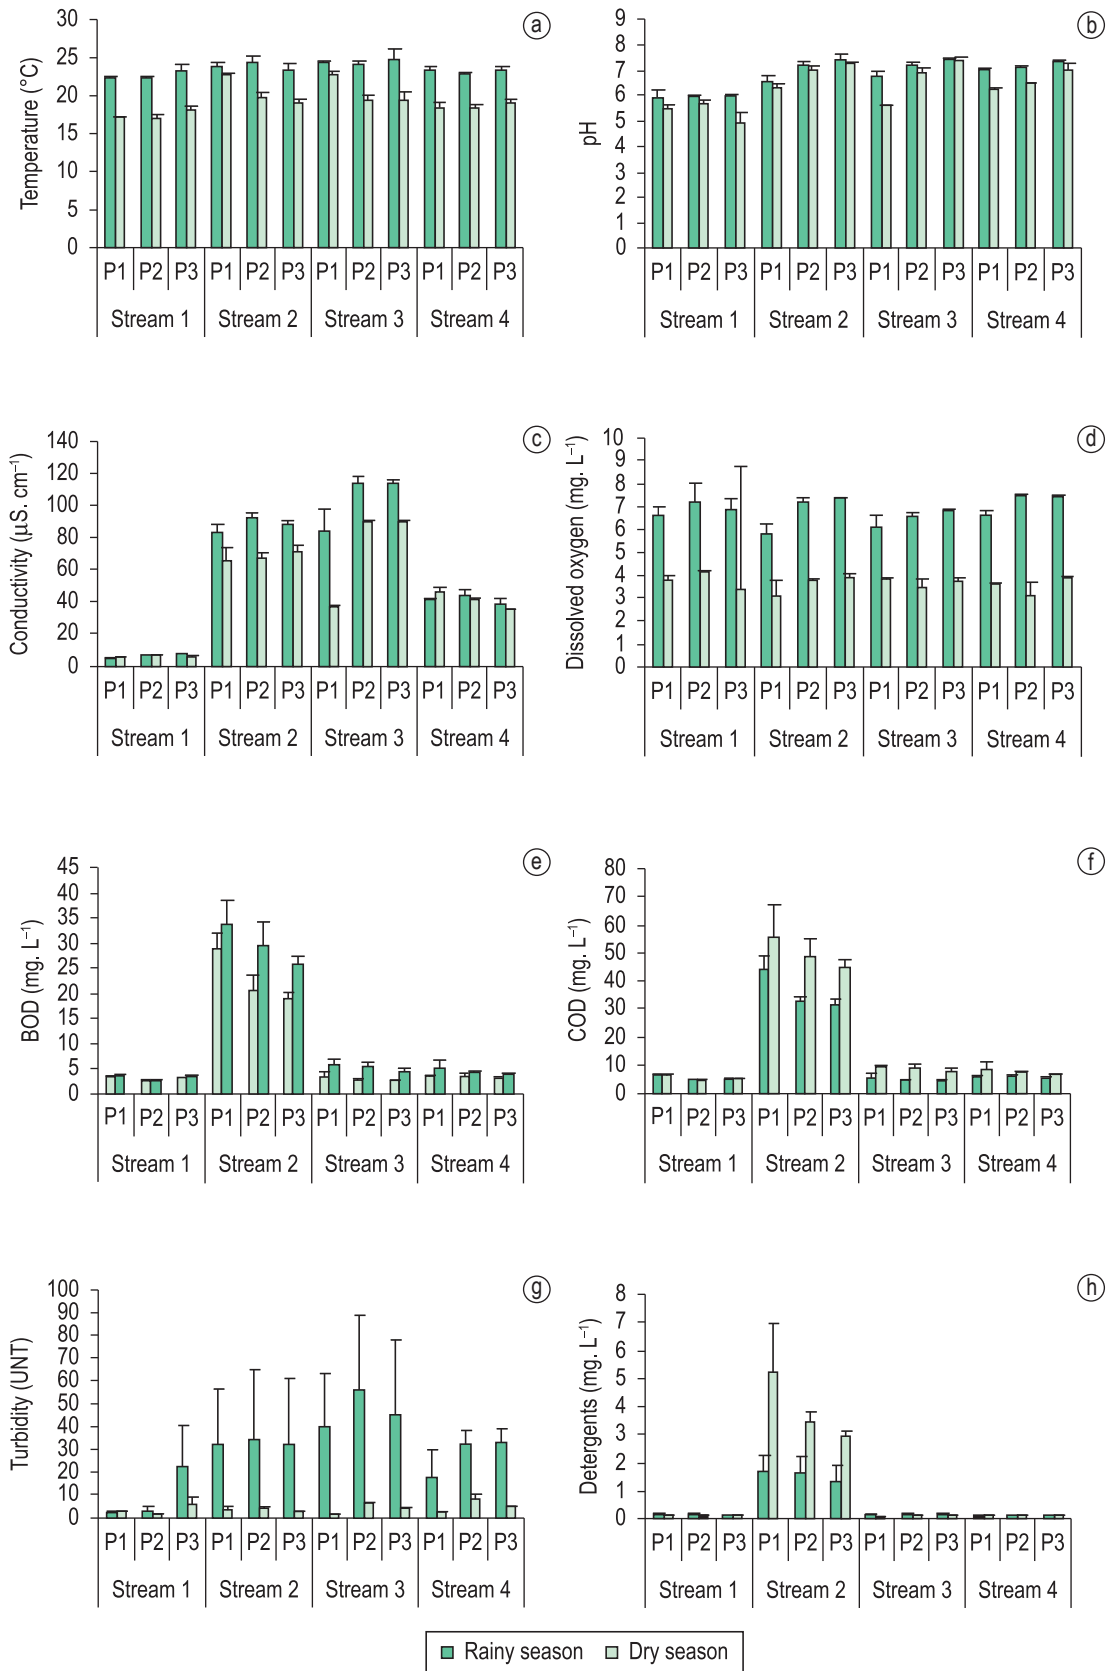 a
Temperature (°C)
30
25
20
15
10
5
0
P1 P2 P3 P1 P2 P3 P1 P2 P3 P1 P2 P3
Stream 1 Stream 2 Stream 3 Stream 4
b
pH
9
8
7
6
5
4
3
2
1
0
P1 P2 P3 P1 P2 P3 P1 P2 P3 P1 P2 P3
Stream 1 Stream 2 Stream 3 Stream 4
c
Conductivity (µS. cm⁻¹)
140
120
100
80
60
40
20
0
P1 P2 P3 P1 P2 P3 P1 P2 P3 P1 P2 P3
Stream 1 Stream 2 Stream 3 Stream 4
d
Dissolved oxygen (mg. L⁻¹)
10
9
8
7
6
5
4
3
2
1
0
P1 P2 P3 P1 P2 P3 P1 P2 P3 P1 P2 P3
Stream 1 Stream 2 Stream 3 Stream 4
e
BOD (mg. L⁻¹)
45
40
35
30
25
20
15
10
5
0
P1 P2 P3 P1 P2 P3 P1 P2 P3 P1 P2 P3
Stream 1 Stream 2 Stream 3 Stream 4
f
COD (mg. L⁻¹)
80
70
60
50
40
30
20
10
0
P1 P2 P3 P1 P2 P3 P1 P2 P3 P1 P2 P3
Stream 1 Stream 2 Stream 3 Stream 4
g
Turbidity (UNT)
100
90
80
70
60
50
40
30
20
10
0
P1 P2 P3 P1 P2 P3 P1 P2 P3 P1 P2 P3
Stream 1 Stream 2 Stream 3 Stream 4
h
Detergents (mg. L⁻¹)
8
7
6
5
4
3
2
1
0
P1 P2 P3 P1 P2 P3 P1 P2 P3 P1 P2 P3
Stream 1 Stream 2 Stream 3 Stream 4
Rainy season Dry season